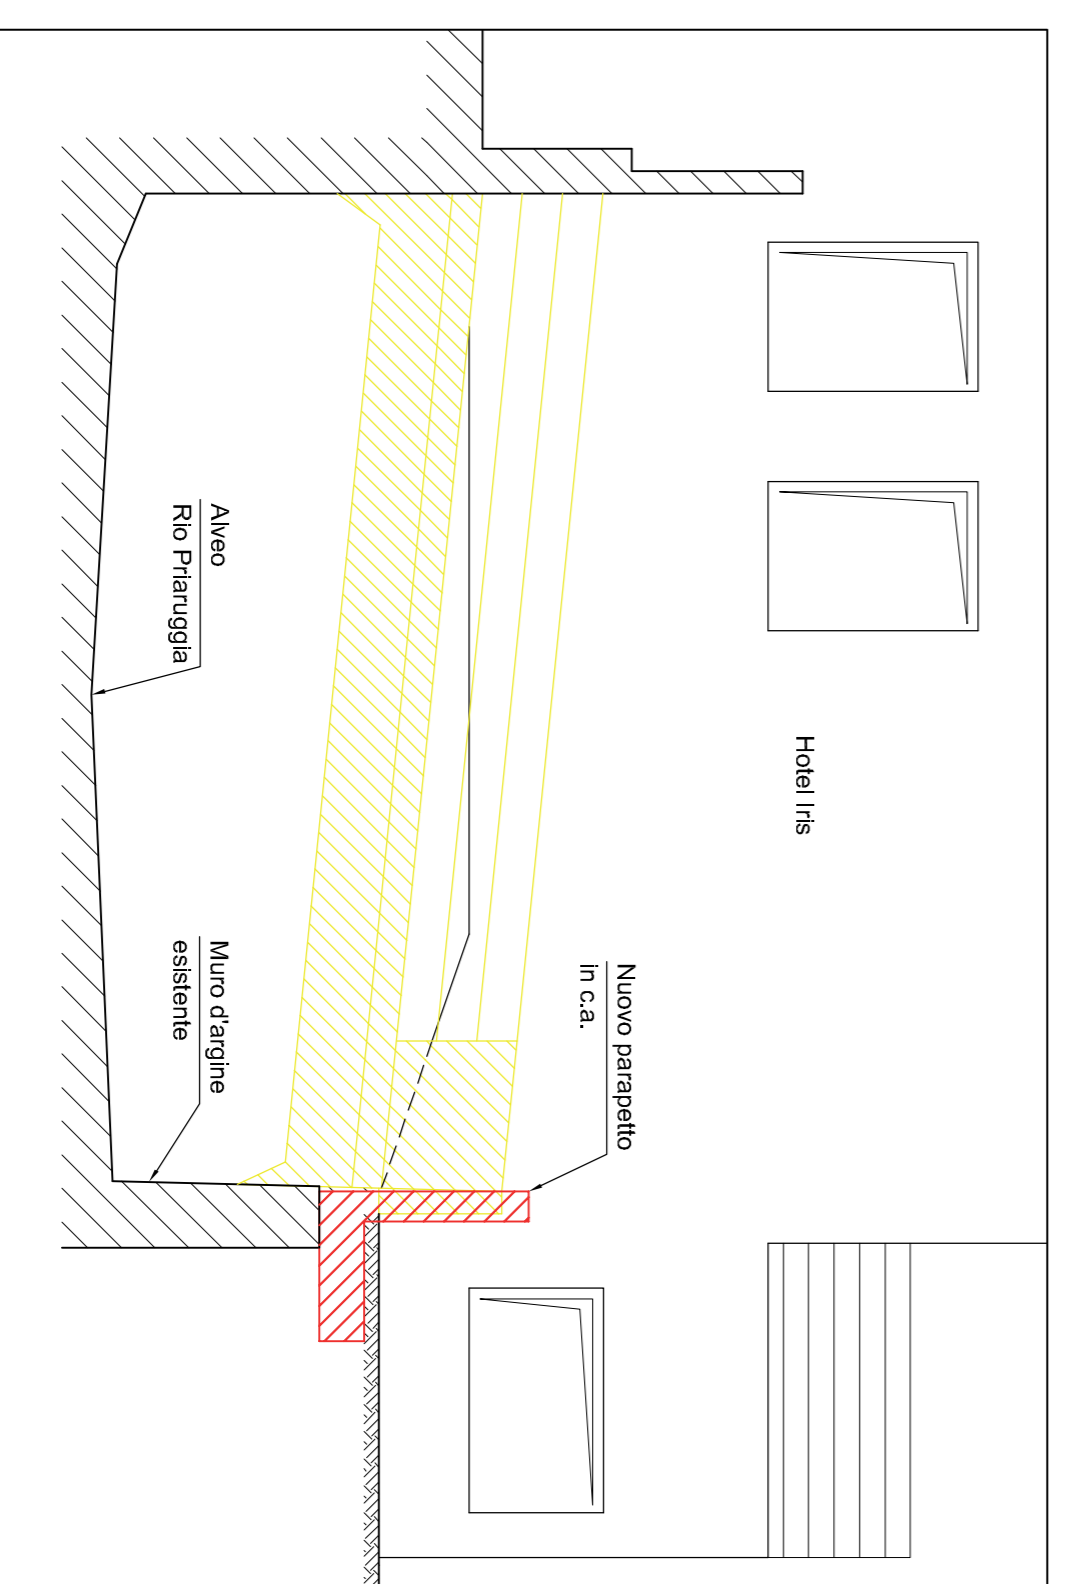 Hotel Iris
Nuovo parapetto
in c.a.
Alveo
Rio Priaruggia
Muro d'argine
esistente